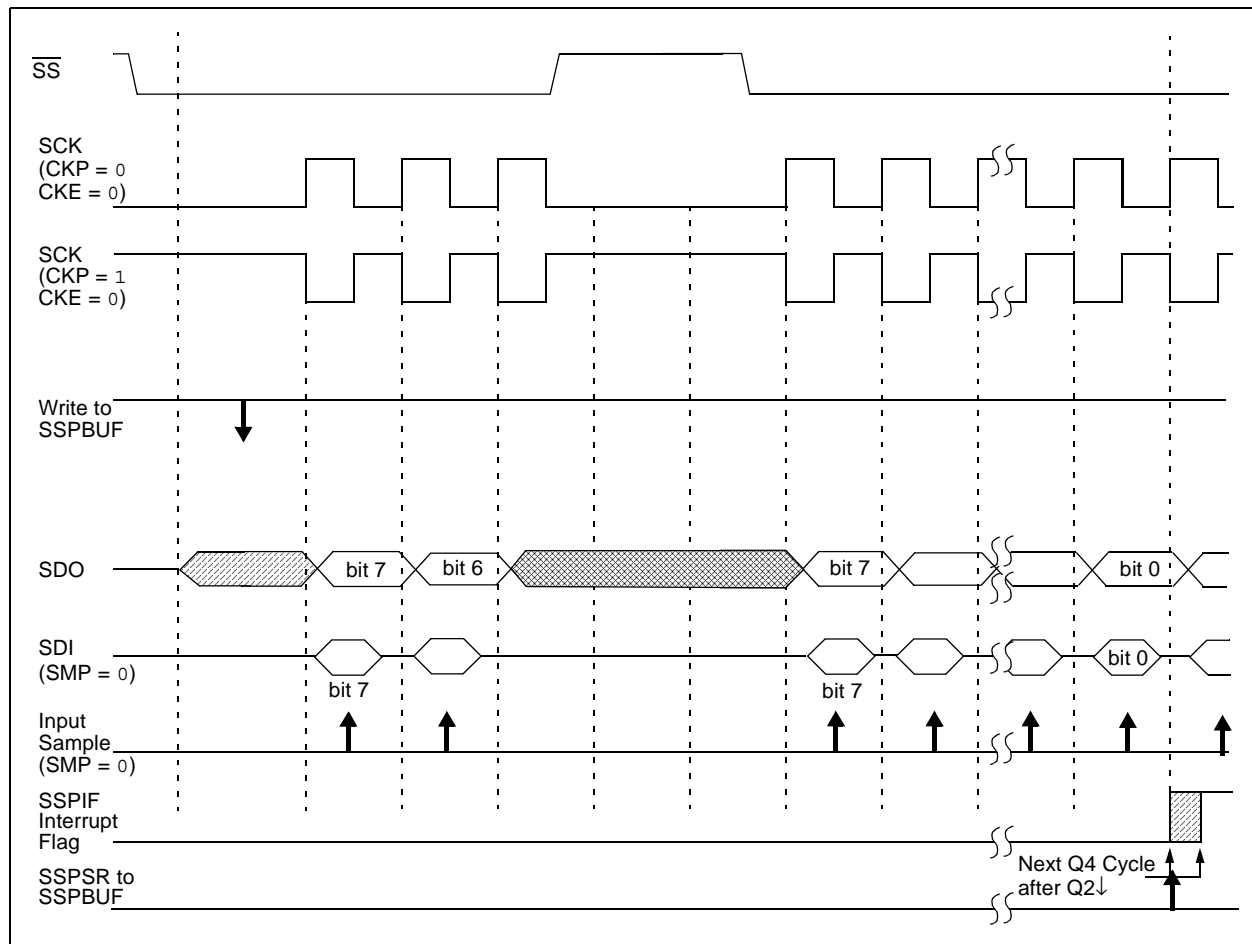 SS
SCK
(CKP = 0
CKE = 0)
SCK
(CKP = 1
CKE = 0)
Write to
SSPBUF
SDO
bit 7
bit 6
bit 7
bit 0
SDI
(SMP = 0)
bit 7
bit 7
bit 0
Input
Sample
(SMP = 0)
SSPIF
Interrupt
Flag
SSPSR to
SSPBUF
Next Q4 Cycle
after Q2↓